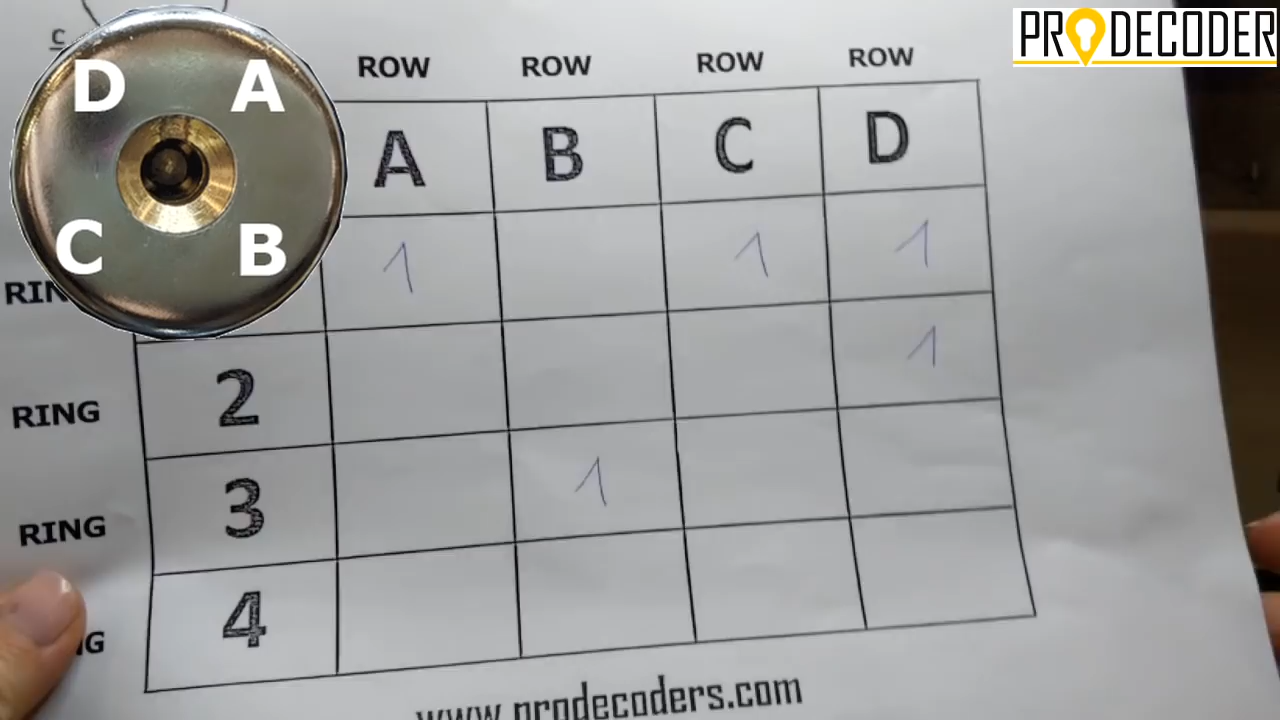 PRODECODER
C
ROW ROW ROW ROW
D A
A B C D
C B
1 1 1
RING
1
RING 2
RING 3
1
4
www.prodecoders.com